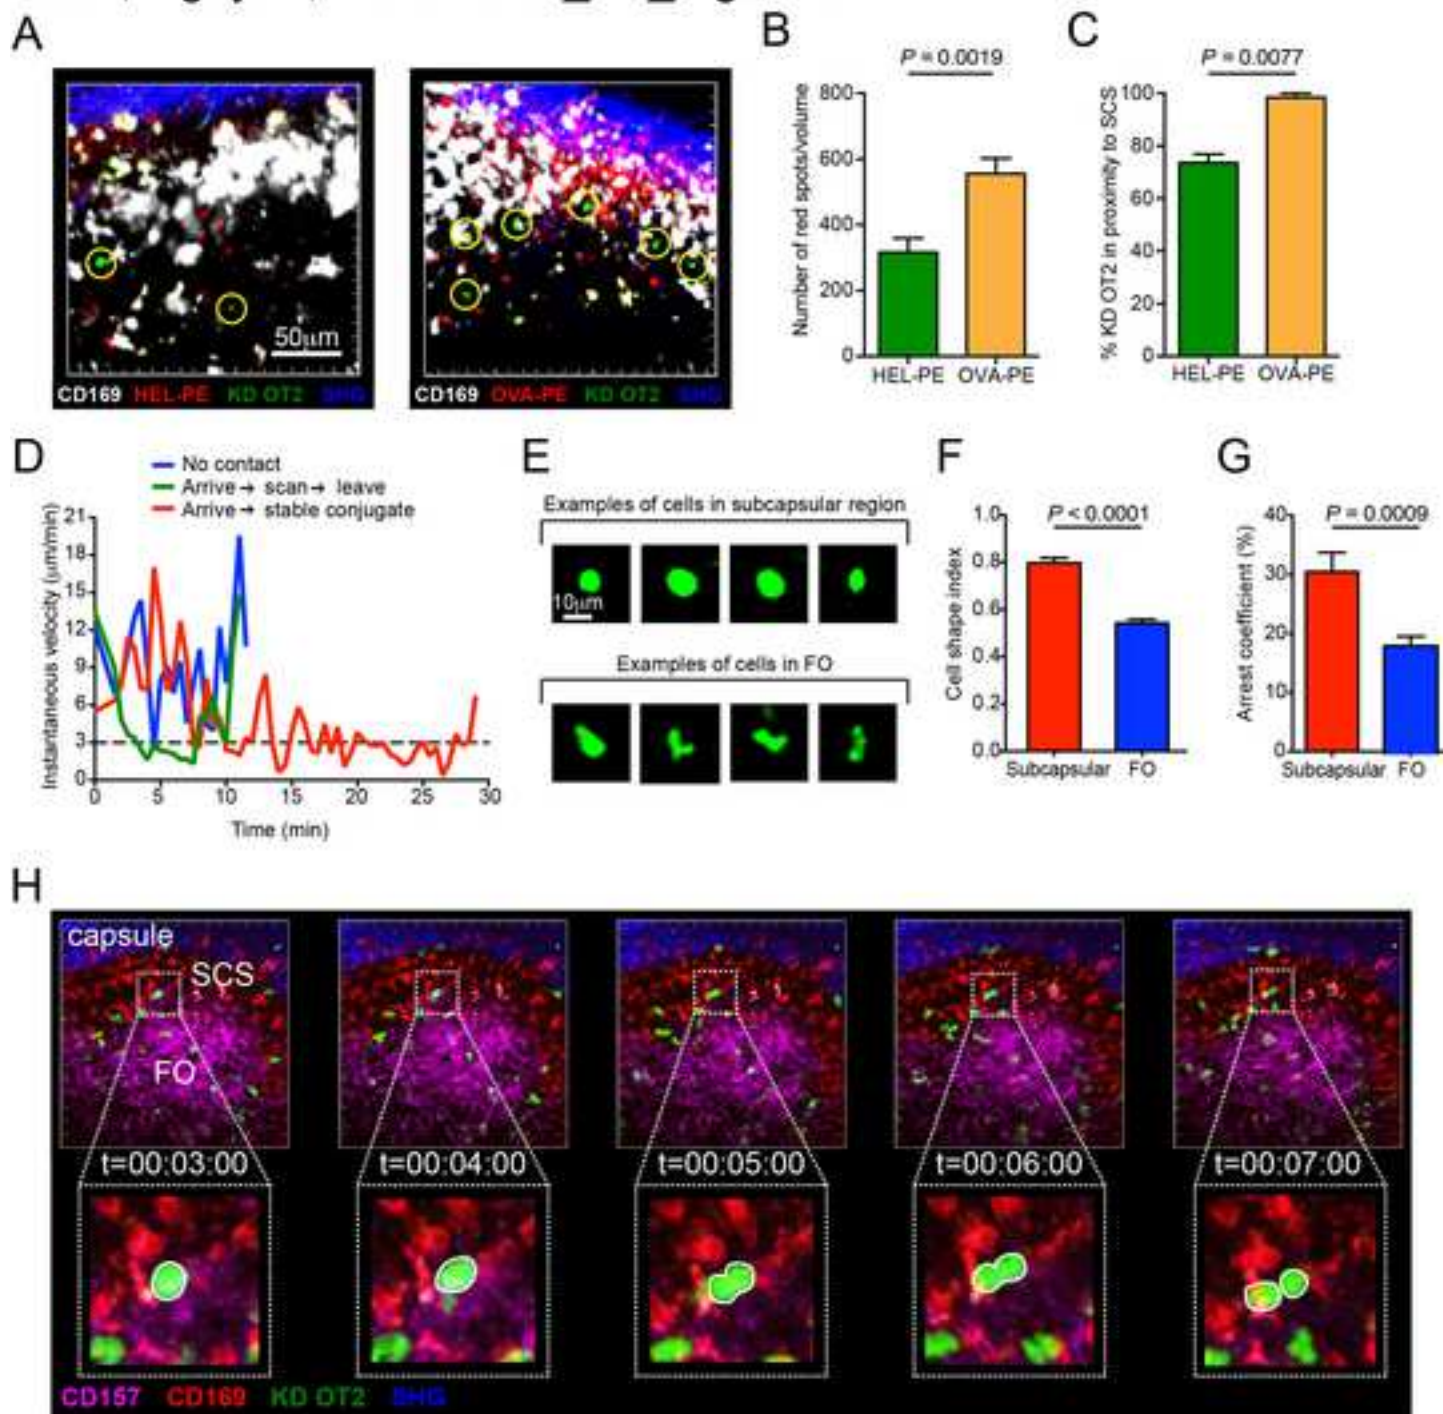 A
CD169 HEL-PE KD OT2 SHG
50µm
CD169 OVA-PE KD OT2 SHG
B
P = 0.0019
Number of red spots/volume
800
600
400
200
0
HEL-PE OVA-PE
C
P = 0.0077
% KD OT2 in proximity to SCS
100
80
60
40
20
0
HEL-PE OVA-PE
D
No contact
Arrive→ scan→ leave
Arrive→ stable conjugate
Instantaneous velocity (µm/min)
21
18
15
12
9
6
3
0
0 5 10 15 20 25 30
Time (min)
E
Examples of cells in subcapsular region
10µm
Examples of cells in FO
F
P < 0.0001
Cell shape index
1.0
0.8
0.6
0.4
0.2
0.0
Subcapsular FO
G
P = 0.0009
Arrest coefficient (%)
40
30
20
10
0
Subcapsular FO
H
capsule
SCS
FO
t=00:03:00 t=00:04:00 t=00:05:00 t=00:06:00 t=00:07:00
CD157 CD169 KD OT2 SHG